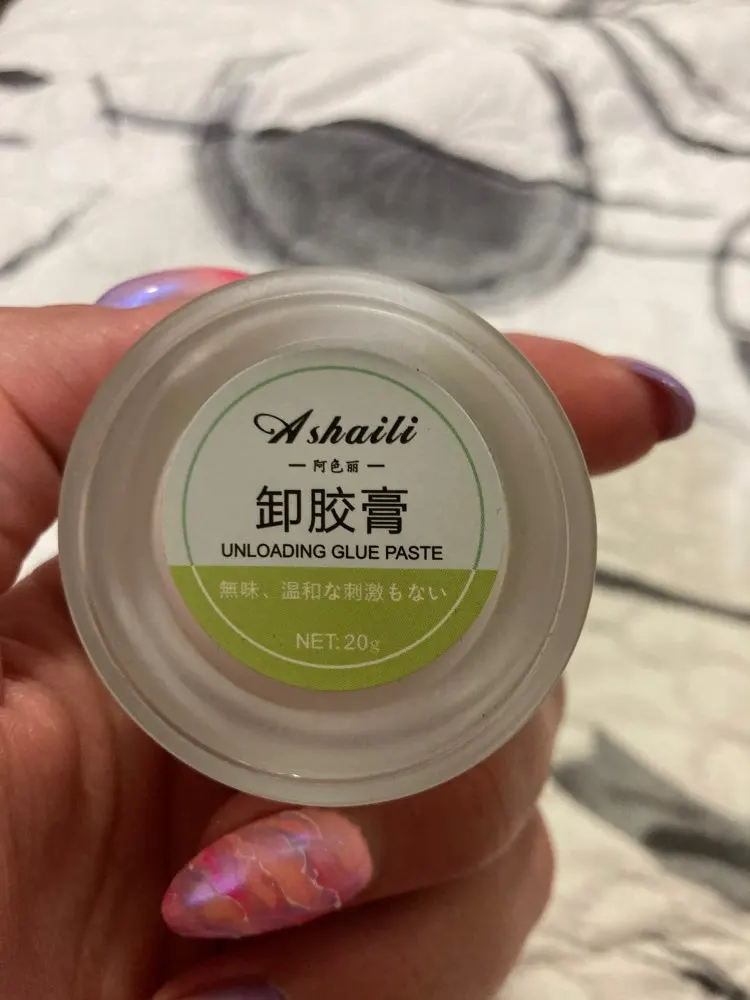 Ashaili
— 阿色丽 —
卸胶膏
UNLOADING GLUE PASTE
無味、温和な刺激もない
NET: 20g